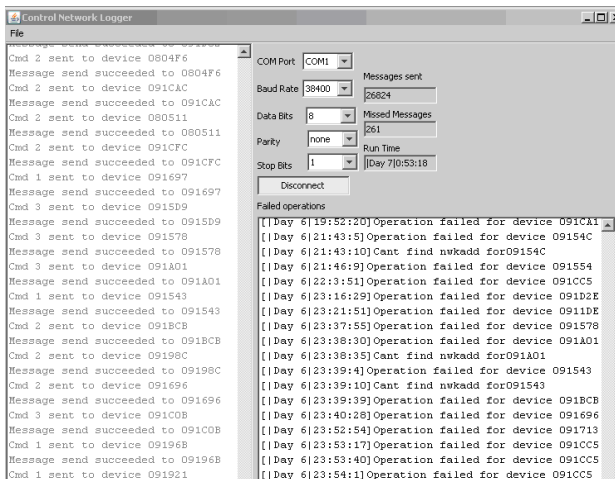 Control Network Logger
File
Cmd 2 sent to device 0804F6
Message send succeeded to 0804F6
Cmd 2 sent to device 091CAC
Message send succeeded to 091CAC
Cmd 2 sent to device 080511
Message send succeeded to 080511
Cmd 2 sent to device 091CFC
Message send succeeded to 091CFC
Cmd 1 sent to device 091697
Message send succeeded to 091697
Cmd 3 sent to device 0915D9
Message send succeeded to 0915D9
Cmd 3 sent to device 091578
Message send succeeded to 091578
Cmd 3 sent to device 091A01
Message send succeeded to 091A01
Cmd 1 sent to device 091543
Message send succeeded to 091543
Cmd 2 sent to device 091BCB
Message send succeeded to 091BCB
Cmd 1 sent to device 09198C
Message send succeeded to 09198C
Cmd 2 sent to device 091696
Message send succeeded to 091696
Cmd 3 sent to device 091C0B
Message send succeeded to 091C0B
Cmd 1 sent to device 09196B
Message send succeeded to 09196B
Cmd 1 sent to device 091921
COM Port COM1
Baud Rate 38400
Data Bits 8
Parity none
Stop Bits 1
Messages sent
26824
Missed Messages
261
Run Time
|Day 7|0:53:18
Disconnect
Failed operations
[|Day 6|19:52:20]Operation failed for device 091CA1
[|Day 6|21:43:5]Operation failed for device 09154C
[|Day 6|21:43:10]Cant find nwkadd for09154C
[|Day 6|21:46:9]Operation failed for device 091554
[|Day 6|22:3:51]Operation failed for device 091CC5
[|Day 6|23:16:29]Operation failed for device 091D2E
[|Day 6|23:21:51]Operation failed for device 0911DE
[|Day 6|23:37:55]Operation failed for device 091578
[|Day 6|23:38:30]Operation failed for device 091A01
[|Day 6|23:38:35]Cant find nwkadd for091A01
[|Day 6|23:39:4]Operation failed for device 091543
[|Day 6|23:39:10]Cant find nwkadd for091543
[|Day 6|23:39:39]Operation failed for device 091BCB
[|Day 6|23:40:28]Operation failed for device 091696
[|Day 6|23:52:54]Operation failed for device 091713
[|Day 6|23:53:17]Operation failed for device 091CC5
[|Day 6|23:53:40]Operation failed for device 091CC5
[|Day 6|23:54:1]Operation failed for device 091CC5